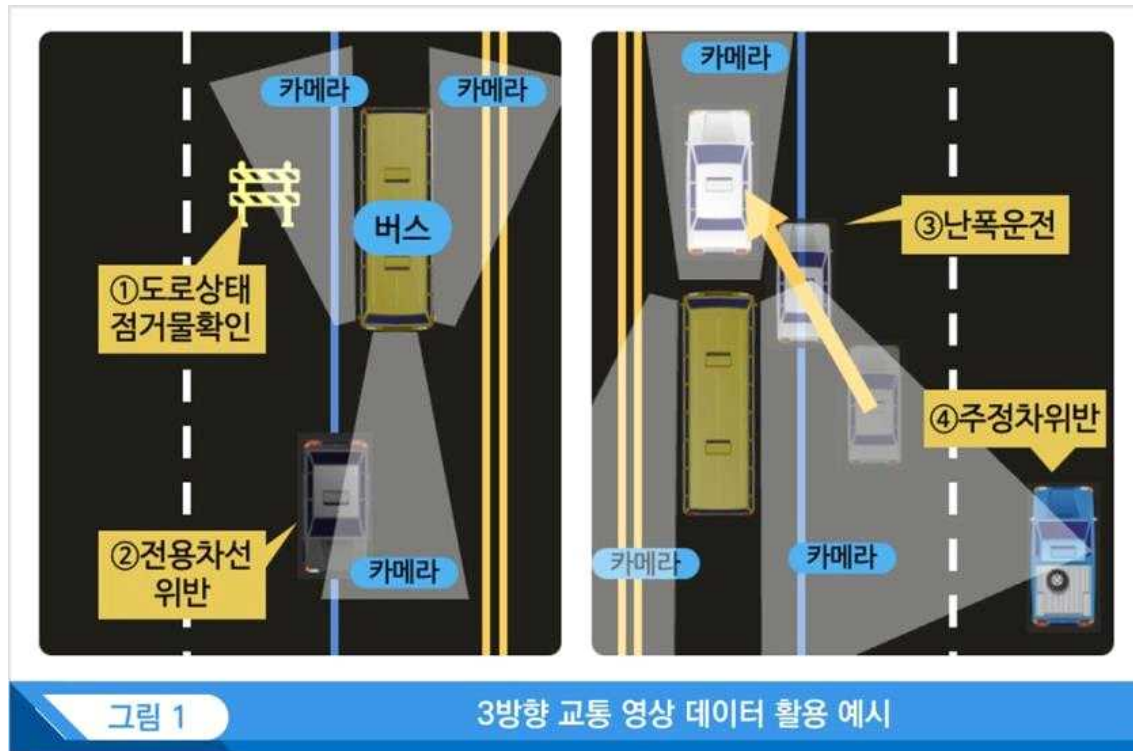 카메라
카메라
버스
①도로상태
점거물확인
②전용차선
위반
카메라
카메라
③난폭운전
④주정차위반
카메라
카메라
그림 1
3방향 교통 영상 데이터 활용 예시